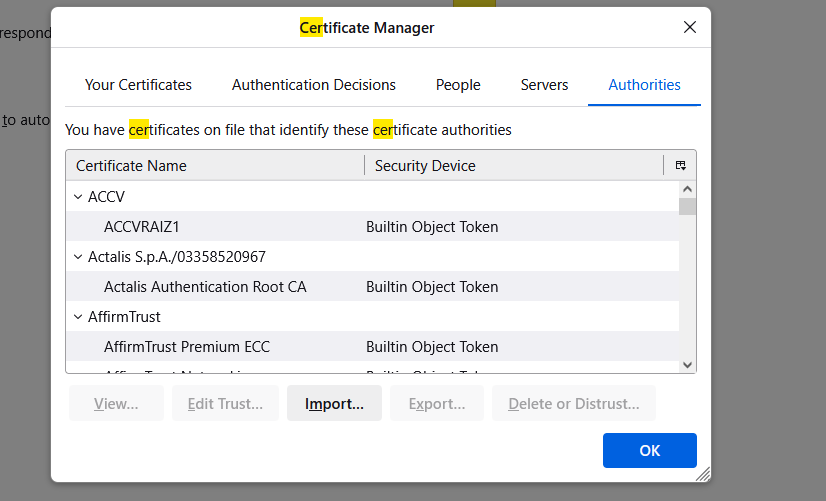 respond
Certificate Manager
Your Certificates Authentication Decisions People Servers Authorities
to auto
You have certificates on file that identify these certificate authorities
Certificate Name Security Device
ACCV
ACCVRAIZ1 Builtin Object Token
Actalis S.p.A./03358520967
Actalis Authentication Root CA Builtin Object Token
AffirmTrust
AffirmTrust Premium ECC Builtin Object Token
View... Edit Trust... Import... Export... Delete or Distrust...
OK